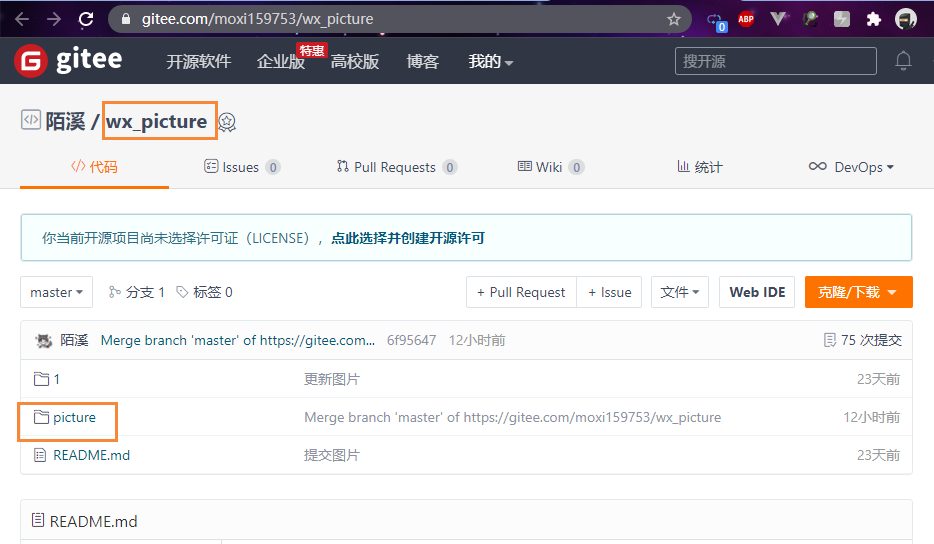 gitee.com/moxi159753/wx_picture
0
ABP
G gitee 开源软件 企业版 特惠 高校版 博客 我的 搜开源
陌溪 / wx_picture
代码 Issues 0 Pull Requests 0 Wiki 0 统计 DevOps
你当前开源项目尚未选择许可证（LICENSE），点此选择并创建开源许可
master 分支 1 标签 0 + Pull Request + Issue 文件 Web IDE 克隆/下载
陌溪 Merge branch 'master' of https://gitee.com... 6f95647 12小时前 75 次提交
1 更新图片 23天前
picture Merge branch 'master' of https://gitee.com/moxi159753/wx_picture 12小时前
README.md 提交图片 23天前
README.md